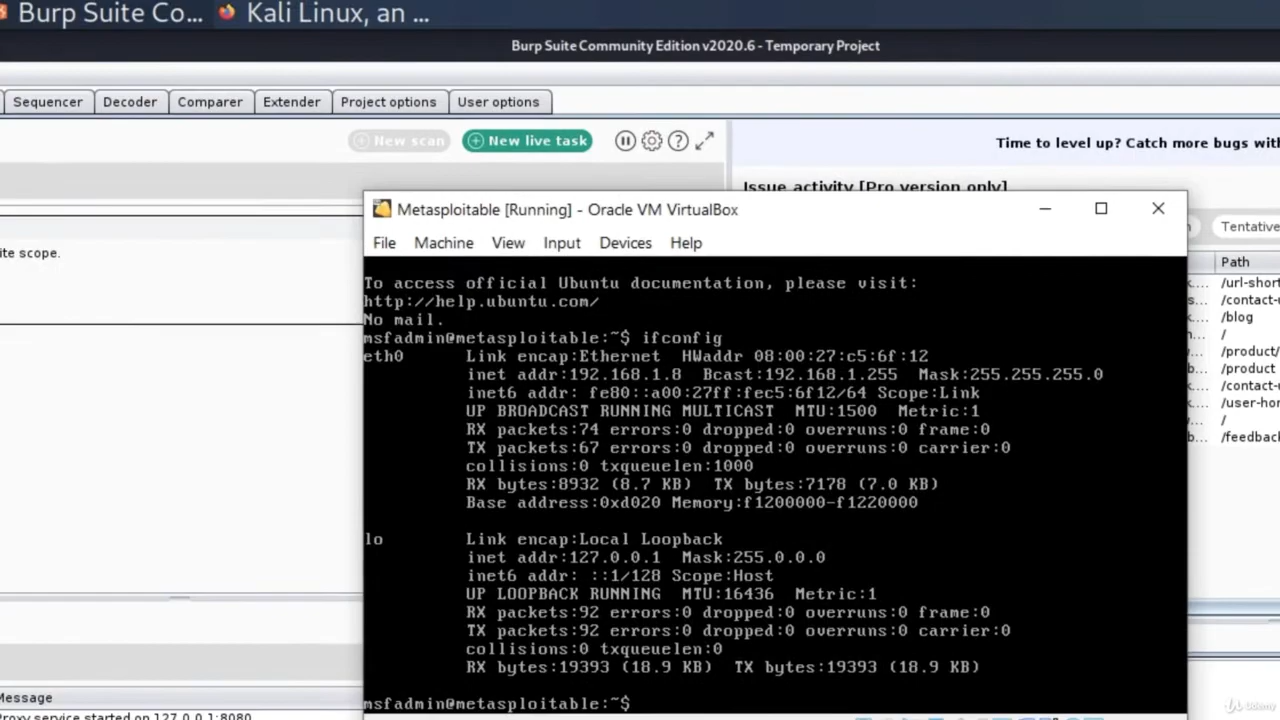 Burp Suite Co... Kali Linux, an ...
Burp Suite Community Edition v2020.6 - Temporary Project
Sequencer Decoder Comparer Extender Project options User options
New scan New live task ?
Time to level up? Catch more bugs with
Issue activity [Pro version only]
Metasploitable [Running] - Oracle VM VirtualBox
Tentative
File Machine View Input Devices Help
ite scope.
Path
To access official Ubuntu documentation, please visit:
http://help.ubuntu.com/
No mail.
msfadmin@metasploitable:~$ ifconfig
eth0 Link encap:Ethernet HWaddr 08:00:27:c5:6f:12
inet addr:192.168.1.8 Bcast:192.168.1.255 Mask:255.255.255.0
inet6 addr: fe80::a00:27ff:fec5:6f12/64 Scope:Link
UP BROADCAST RUNNING MULTICAST MTU:1500 Metric:1
RX packets:74 errors:0 dropped:0 overruns:0 frame:0
TX packets:67 errors:0 dropped:0 overruns:0 carrier:0
collisions:0 txqueuelen:1000
RX bytes:8932 (8.7 KB) TX bytes:7178 (7.0 KB)
Base address:0xd020 Memory:f1200000-f1220000
lo Link encap:Local Loopback
inet addr:127.0.0.1 Mask:255.0.0.0
inet6 addr: ::1/128 Scope:Host
UP LOOPBACK RUNNING MTU:16436 Metric:1
RX packets:92 errors:0 dropped:0 overruns:0 frame:0
TX packets:92 errors:0 dropped:0 overruns:0 carrier:0
collisions:0 txqueuelen:0
RX bytes:19393 (18.9 KB) TX bytes:19393 (18.9 KB)
msfadmin@metasploitable:~$
k.... /url-short
s... /contact-u
k.... /blog
h... /
k.... /product/
b... /product
k.... /contact-u
k.... /user-hor
/
b... /feedback
Message
Proxy service started on 127.0.0.1:8080
Udemy